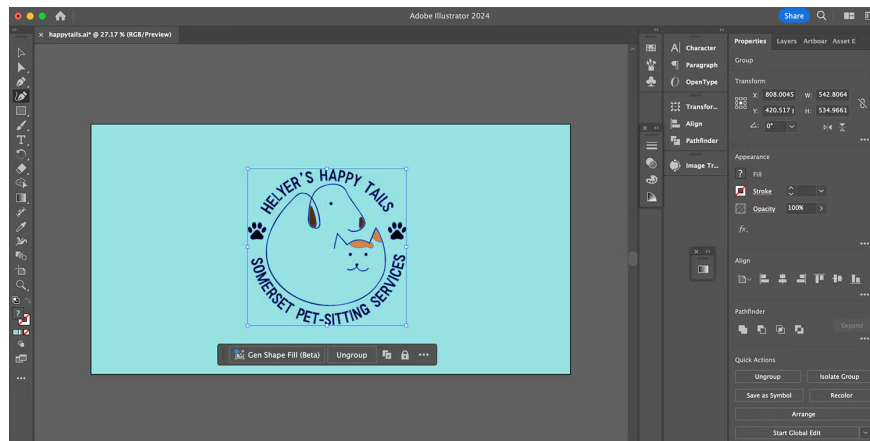 Adobe Illustrator 2024
Share
× happytails.ai* @ 27.17 % (RGB/Preview)
Character
Paragraph
OpenType
Transfor...
Align
Pathfinder
Image Tr...
Properties Layers Artboar Asset E
Group
Transform
X: 808.0045 W: 542.8064
Y: 420.517 H: 534.9661
0°
Appearance
? Fill
Stroke
Opacity 100%
fx.
Align
Pathfinder
Expand
Quick Actions
Ungroup Isolate Group
Save as Symbol Recolor
Arrange
Start Global Edit
HELYER'S HAPPY TAILS
SOMERSET PET-SITTING SERVICES
Gen Shape Fill (Beta) Ungroup